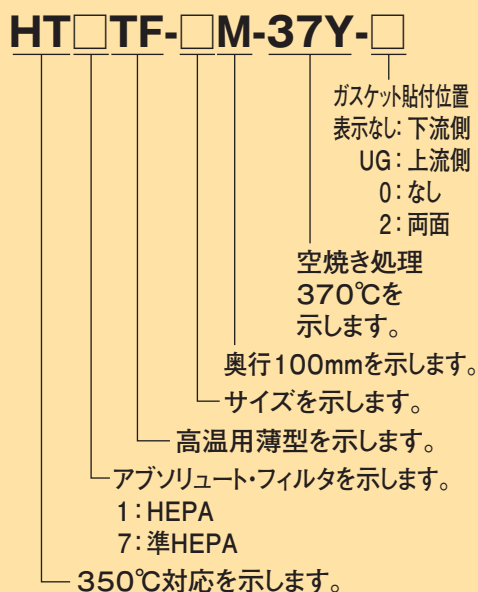 HT□TF-□M-37Y-□
ガスケット貼付位置
表示なし：下流側
UG：上流側
0：なし
2：両面
空焼き処理
370℃を
示します。
奥行100mmを示します。
サイズを示します。
高温用薄型を示します。
アブソリュート・フィルタを示します。
1：HEPA
7：準HEPA
350℃対応を示します。